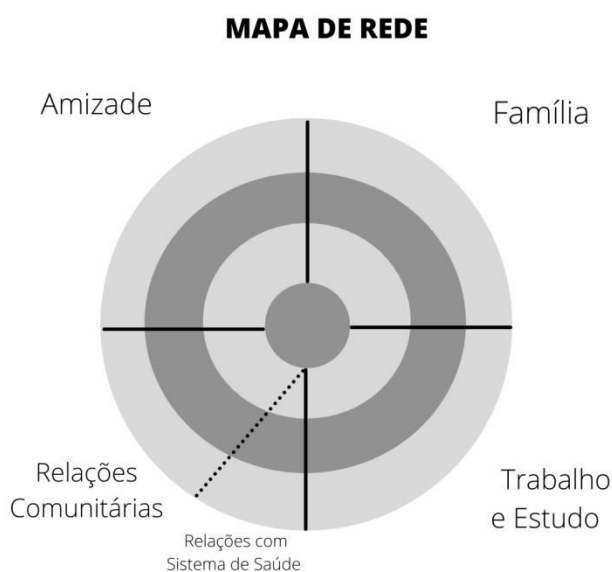 MAPA DE REDE
Amizade
Família
Relações
Comunitárias
Trabalho
e Estudo
Relações com
Sistema de Saúde